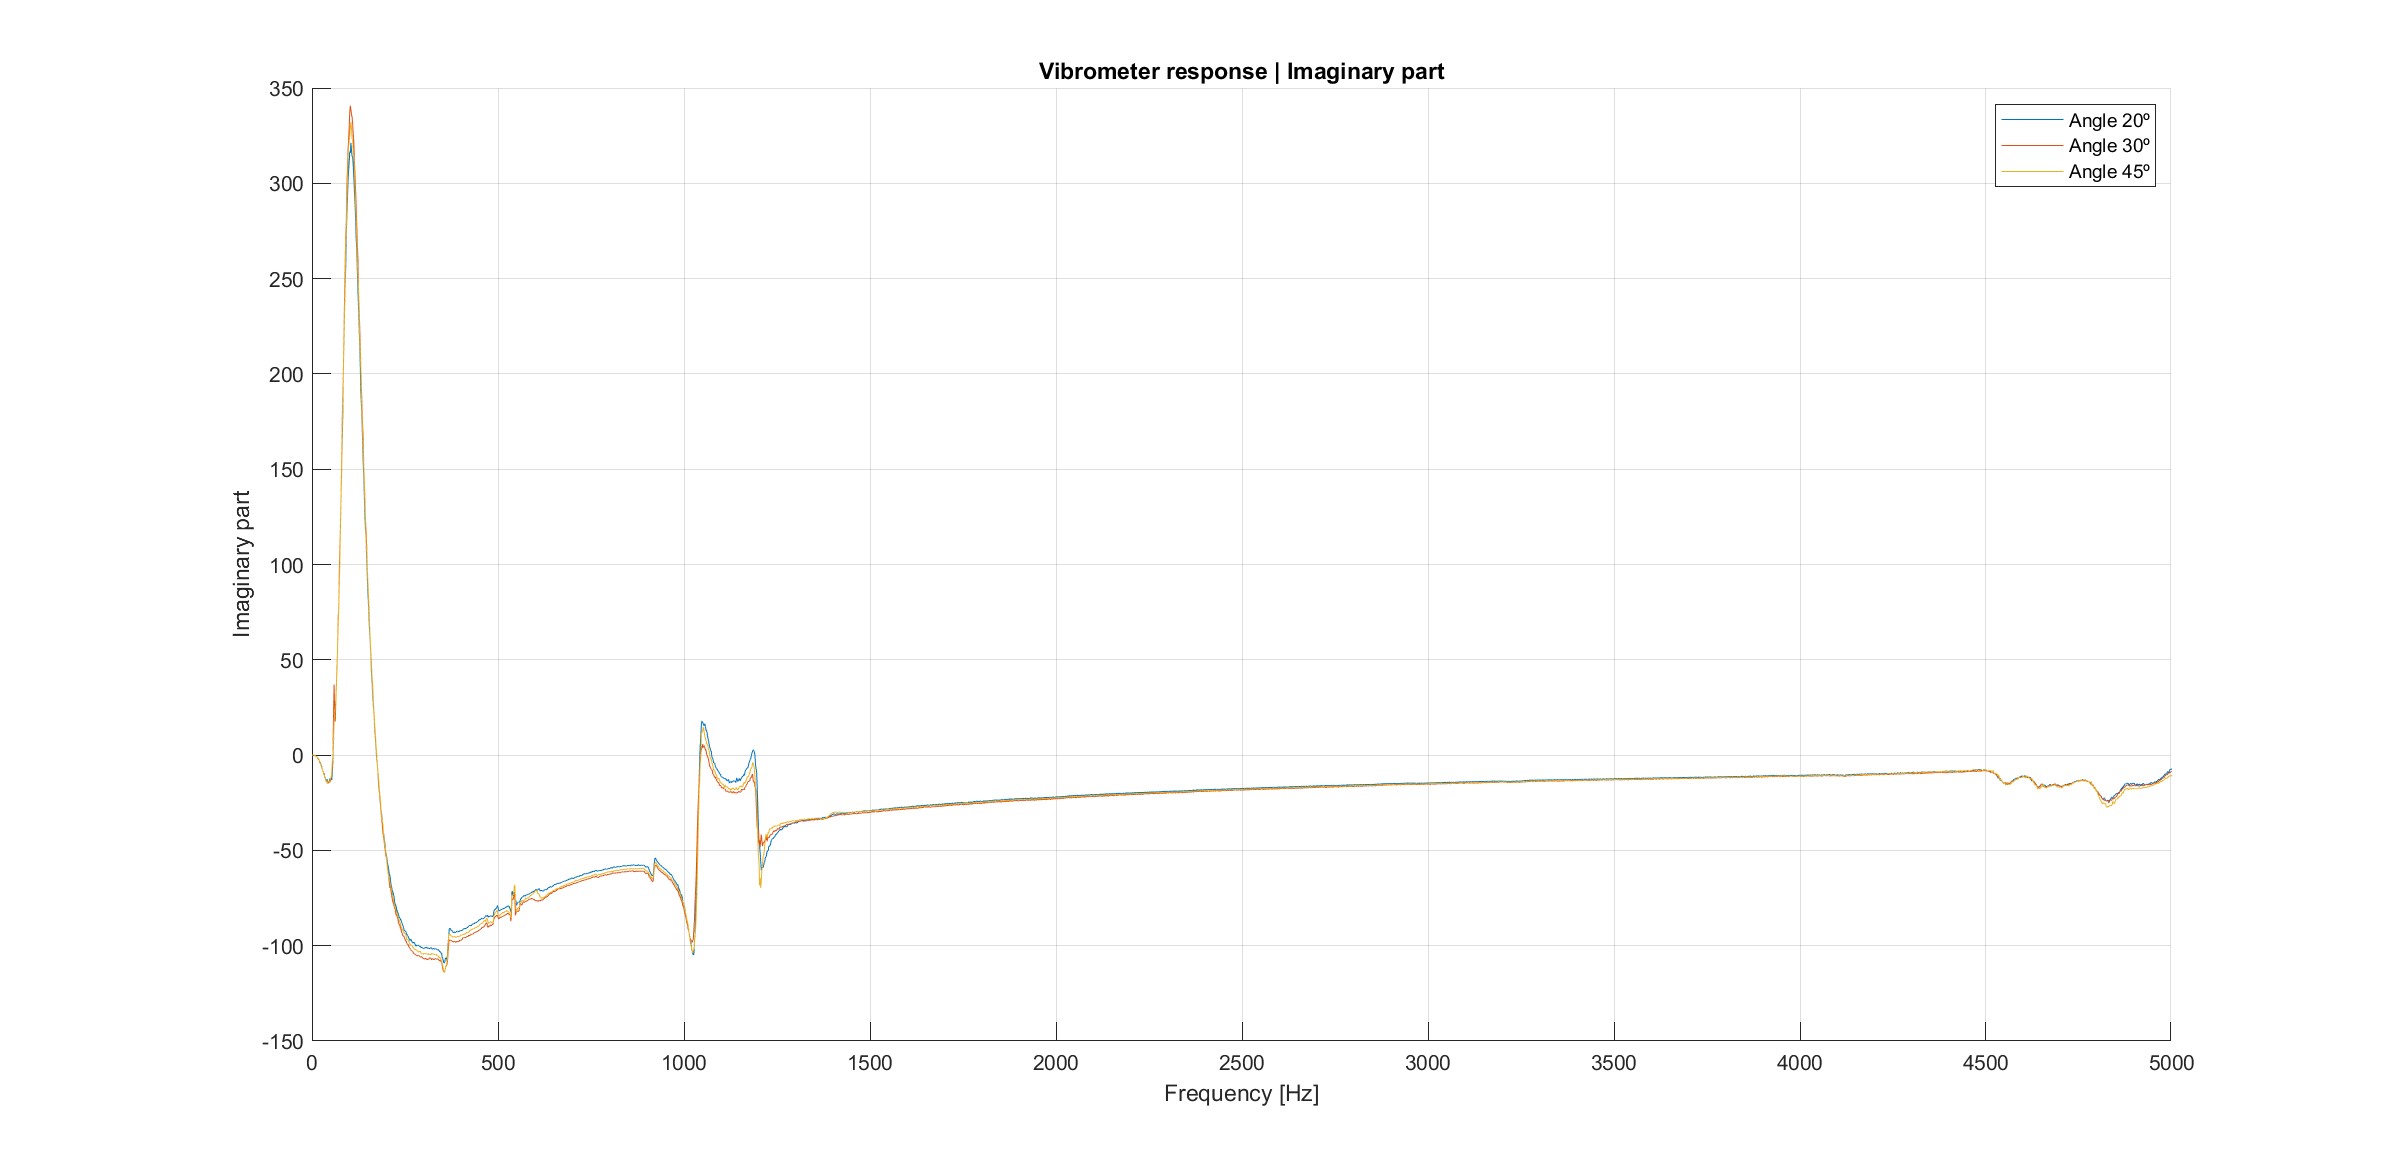 Vibrometer response | Imaginary part
Angle 20º
Angle 30º
Angle 45º
350
300
250
200
150
100
50
0
-50
-100
-150
Imaginary part
0 500 1000 1500 2000 2500 3000 3500 4000 4500 5000
Frequency [Hz]